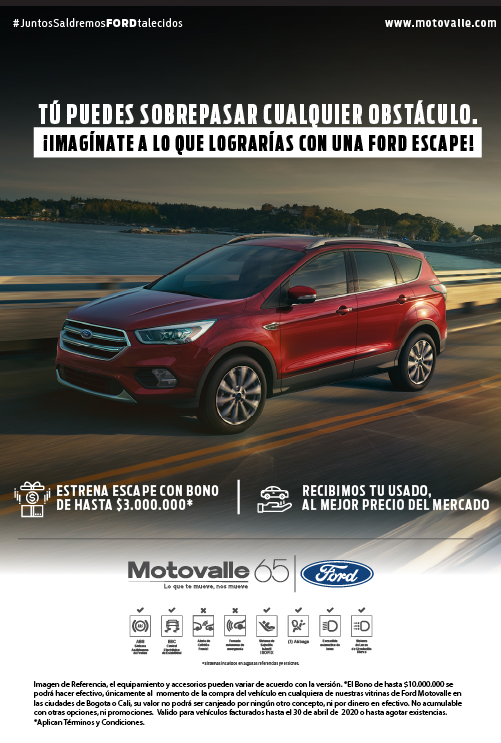 #JuntosSaldremosFORDtalecidos
www.motovalle.com
TÚ PUEDES SOBREPASAR CUALQUIER OBSTÁCULO.
¡IMAGÍNATE A LO QUE LOGRARÍAS CON UNA FORD ESCAPE!
ESTRENA ESCAPE CON BONO
DE HASTA $3.000.000*
RECIBIMOS TU USADO,
AL MEJOR PRECIO DEL MERCADO
Motovalle 65
Lo que te mueve, nos mueve
Ford
Imagen de Referencia, el equipamiento y accesorios pueden variar de acuerdo con la versión. *El Bono de hasta $10.000.000 se
podrá hacer efectivo, únicamente al momento de la compra del vehículo en cualquiera de nuestras vitrinas de Ford Motovalle en
las ciudades de Bogota o Cali, su valor no podrá ser canjeado por ningún otro concepto, ni por dinero en efectivo. No acumulable
con otras opciones, ni promociones. Valido para vehículos facturados hasta el 30 de abril de 2020 o hasta agotar existencias.
*Aplican Términos y Condiciones.